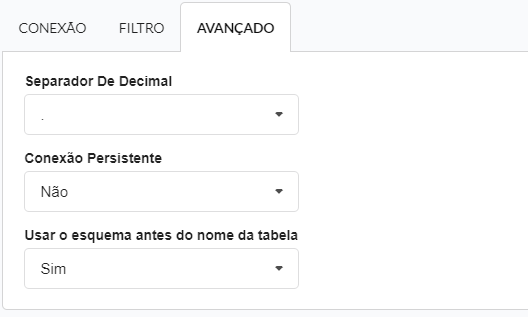 CONEXÃO FILTRO AVANÇADO
Separador De Decimal
.
Conexão Persistente
Não
Usar o esquema antes do nome da tabela
Sim